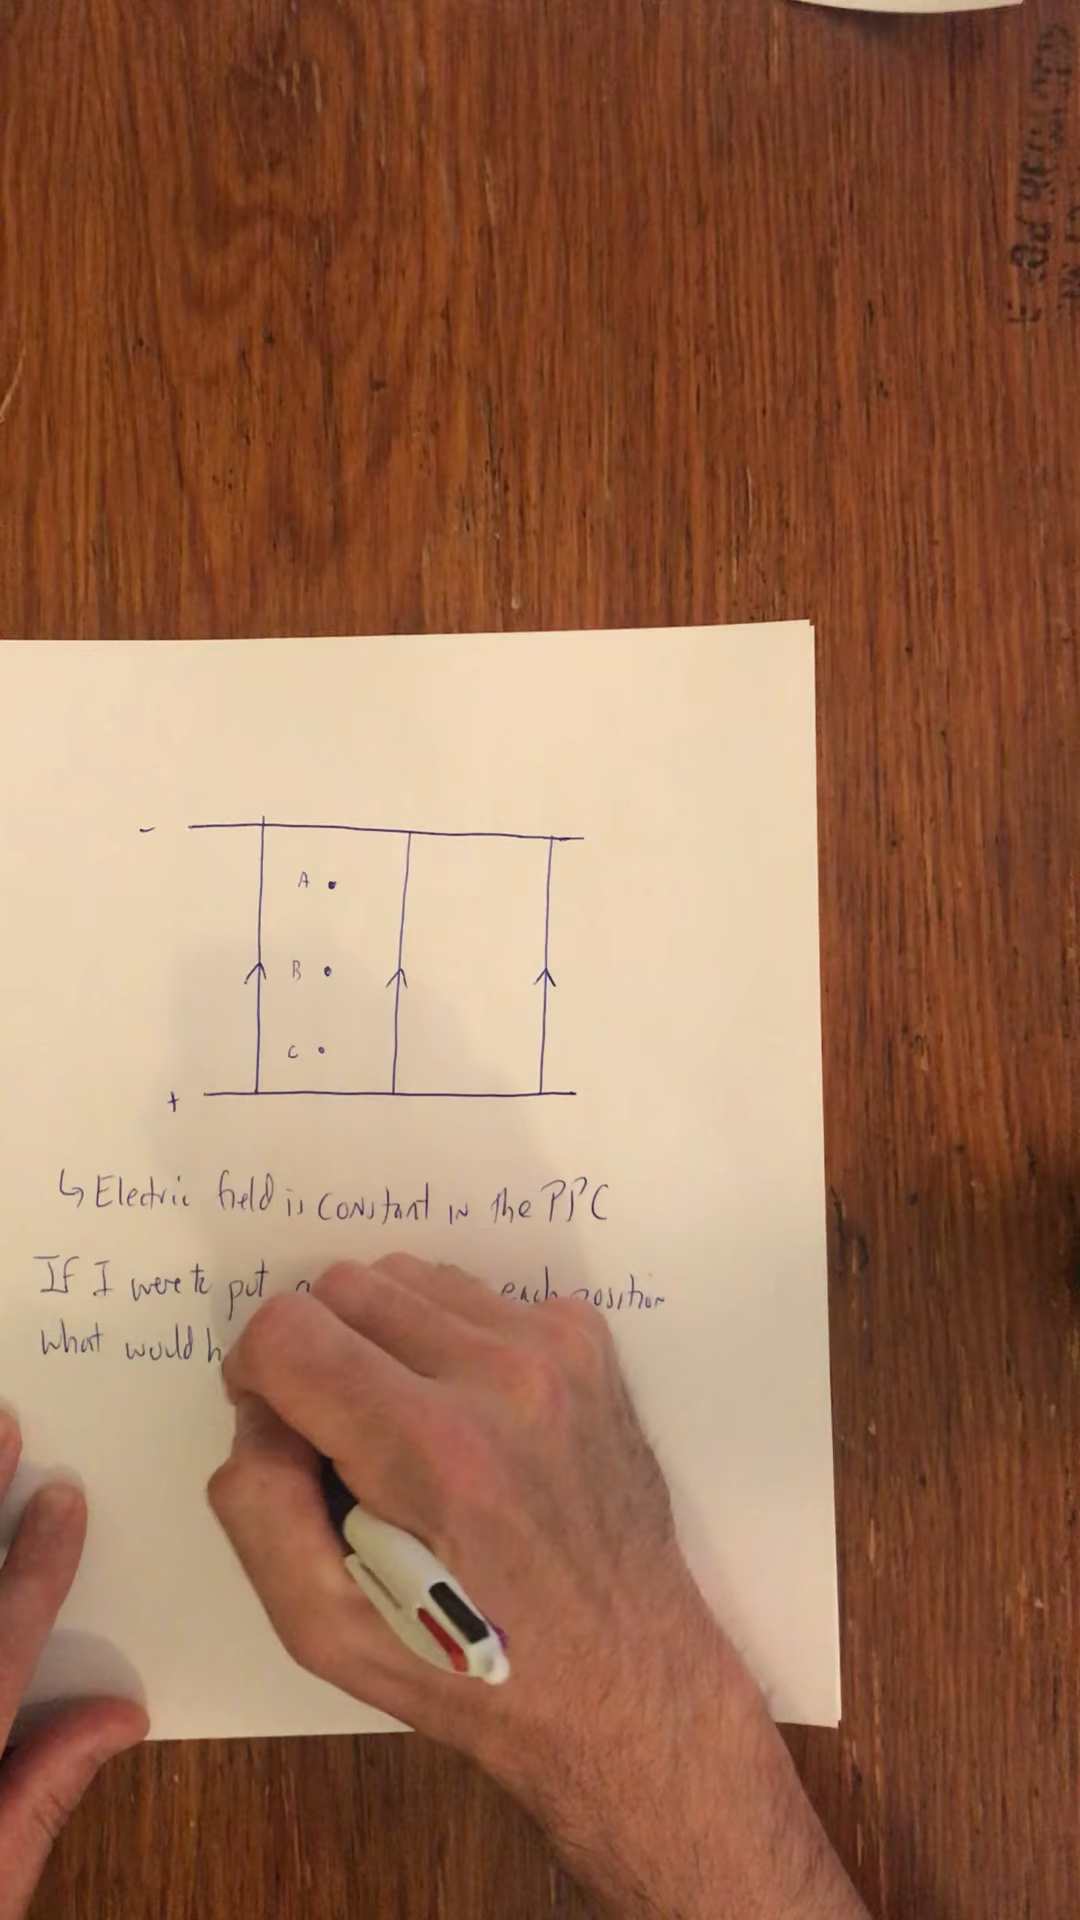 -
A
B
C
+
↳ Electric field is constant in the PPC
If I were to put a each position
what would